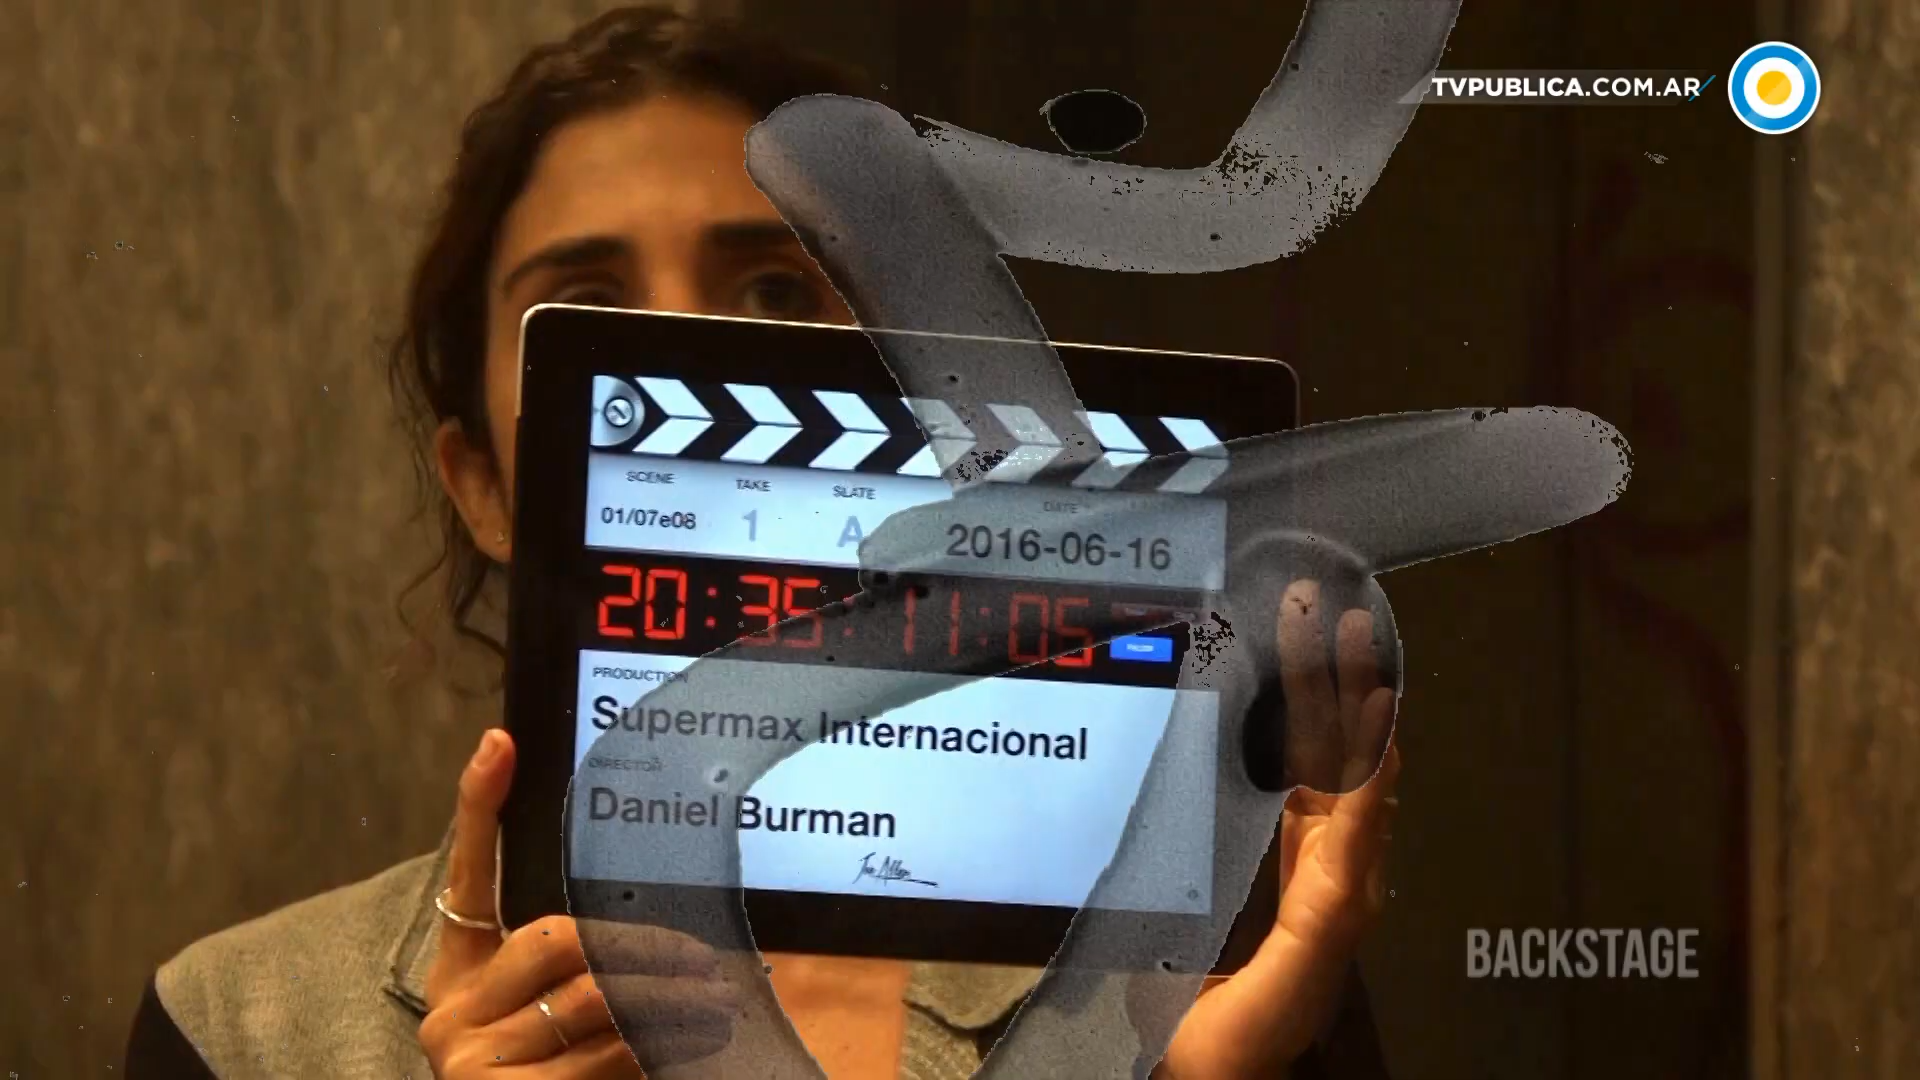 TVPUBLICA.COM.AR
SCENE TAKE SLATE DATE
01/07e08 1 A 2016-06-16
20:35:11:05
PRODUCTION
Supermax Internacional
DIRECTOR
Daniel Burman
BACKSTAGE